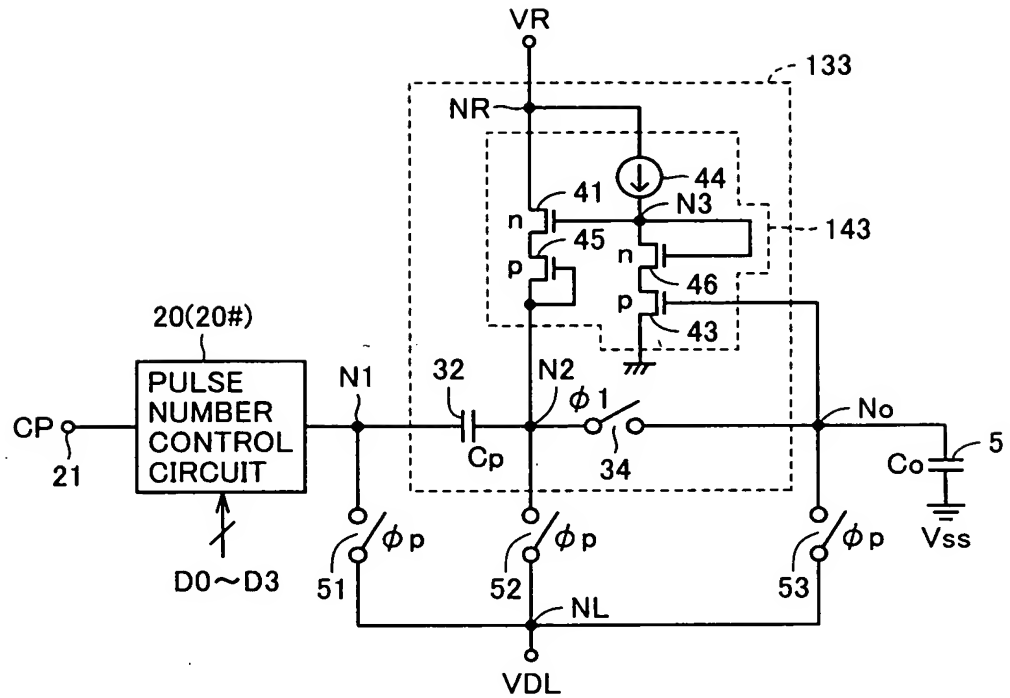 VR
133
NR
44
41
N3
n
45
143
p
n
46
p
43
20(20#)
N1
32
N2
ϕ1
No
PULSE
NUMBER
CONTROL
CIRCUIT
CP
21
Cp
34
Co
5
Vss
D0~D3
51
ϕp
52
ϕp
53
ϕp
NL
VDL